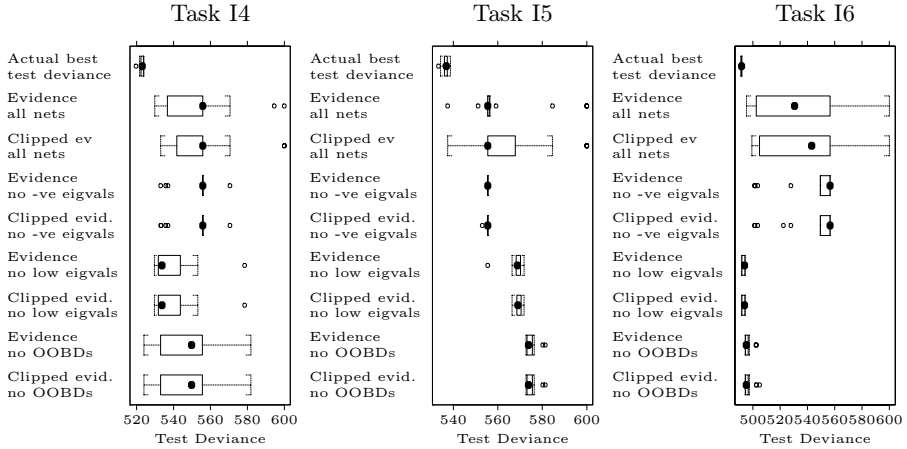 Task I4
Actual best
test deviance
Evidence
all nets
Clipped ev
all nets
Evidence
no -ve eigvals
Clipped evid.
no -ve eigvals
Evidence
no low eigvals
Clipped evid.
no low eigvals
Evidence
no OOBDs
Clipped evid.
no OOBDs
520 540 560 580 600
Test Deviance
Task I5
Actual best
test deviance
Evidence
all nets
Clipped ev
all nets
Evidence
no -ve eigvals
Clipped evid.
no -ve eigvals
Evidence
no low eigvals
Clipped evid.
no low eigvals
Evidence
no OOBDs
Clipped evid.
no OOBDs
540 560 580 600
Test Deviance
Task I6
Actual best
test deviance
Evidence
all nets
Clipped ev
all nets
Evidence
no -ve eigvals
Clipped evid.
no -ve eigvals
Evidence
no low eigvals
Clipped evid.
no low eigvals
Evidence
no OOBDs
Clipped evid.
no OOBDs
500 520 540 560 580 600
Test Deviance